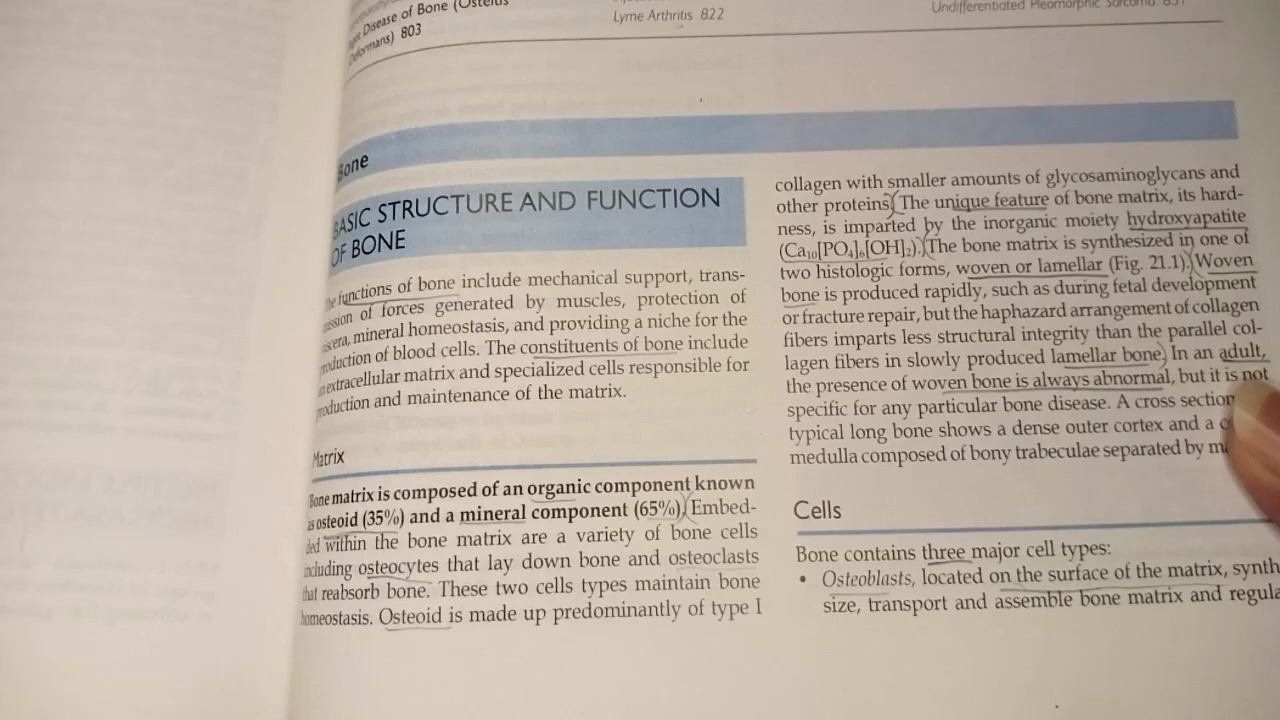 Disease of Bone (Osteitis
Deformans) 803
Lyme Arthritis 822
Undifferentiated Pleomorphic Sarcoma 831
Bone
BASIC STRUCTURE AND FUNCTION
OF BONE
functions of bone include mechanical support, trans-
of forces generated by muscles, protection of
mineral homeostasis, and providing a niche for the
of blood cells. The constituents of bone include
extracellular matrix and specialized cells responsible for
and maintenance of the matrix.
Matrix
Bone matrix is composed of an organic component known
as osteoid (35%) and a mineral component (65%). Embed-
ded within the bone matrix are a variety of bone cells
including osteocytes that lay down bone and osteoclasts
that reabsorb bone. These two cells types maintain bone
homeostasis. Osteoid is made up predominantly of type I
collagen with smaller amounts of glycosaminoglycans and
other proteins. The unique feature of bone matrix, its hard-
ness, is imparted by the inorganic moiety hydroxyapatite
(Ca₁₀[PO₄]₆[OH]₂). The bone matrix is synthesized in one of
two histologic forms, woven or lamellar (Fig. 21.1). Woven
bone is produced rapidly, such as during fetal development
or fracture repair, but the haphazard arrangement of collagen
fibers imparts less structural integrity than the parallel col-
lagen fibers in slowly produced lamellar bone. In an adult,
the presence of woven bone is always abnormal, but it is not
specific for any particular bone disease. A cross section
typical long bone shows a dense outer cortex and a
medulla composed of bony trabeculae separated by
Cells
Bone contains three major cell types:
• Osteoblasts, located on the surface of the matrix, synth
size, transport and assemble bone matrix and regula